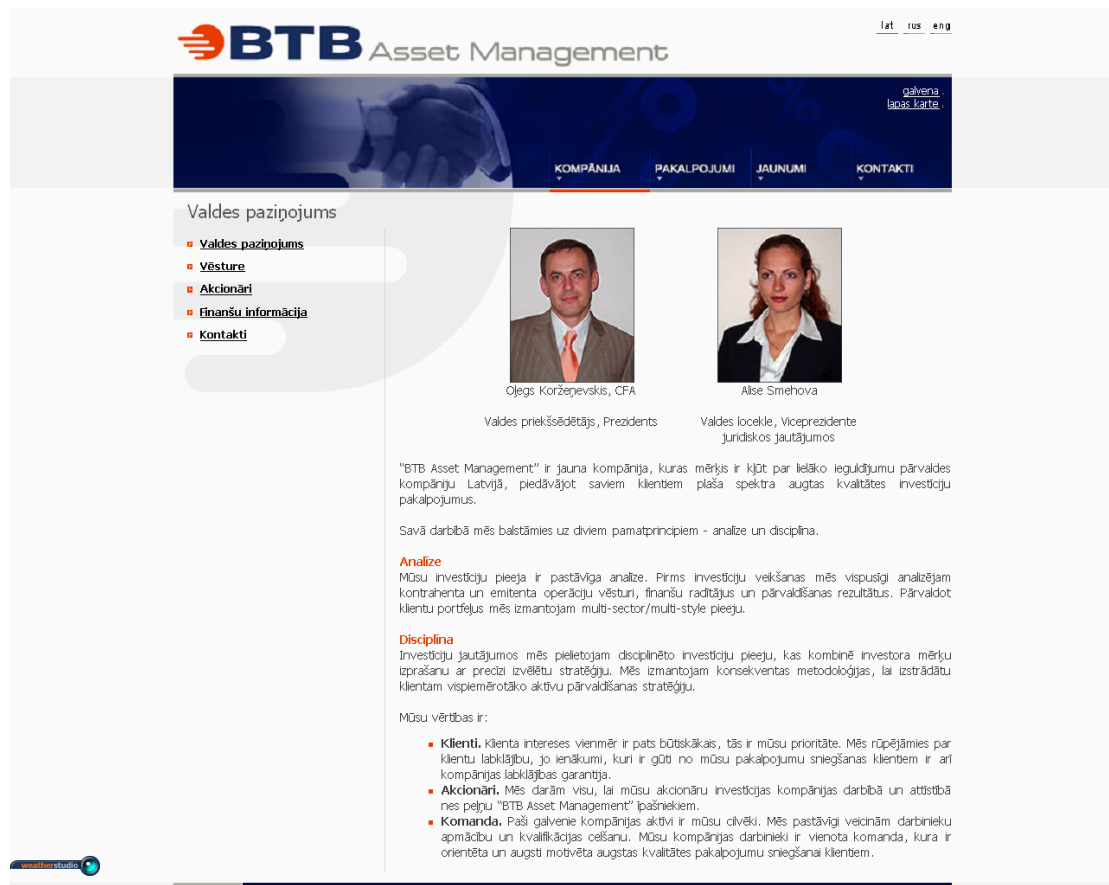 BTB Asset Management
lat rus eng
galvena
lapas karte
KOMPĀNIJA PAKALPOJUMI JAUNUMI KONTAKTI
Valdes paziņojums
Valdes paziņojums
Vēsture
Akcionāri
Finanšu informācija
Kontakti
Oļegs Koržeņevskis, CFA
Valdes priekšsēdētājs, Prezidents
Alise Smehova
Valdes locekle, Viceprezidente
juridiskos jautājumos
"BTB Asset Management" ir jauna kompānija, kuras mērķis ir kļūt par lielāko ieguldījumu pārvaldes
kompāniju Latvijā, piedāvājot saviem klientiem plaša spektra augtas kvalitātes investīciju
pakalpojumus.
Savā darbībā mēs balstāmies uz diviem pamatprincipiem - analīze un disciplīna.
Analīze
Mūsu investīciju pieeja ir pastāvīga analīze. Pirms investīciju veikšanas mēs vispusīgi analizējam
kontrahenta un emitenta operāciju vēsturi, finanšu radītājus un pārvaldīšanas rezultātus. Pārvaldot
klientu portfeļus mēs izmantojam multi-sector/multi-style pieeju.
Disciplīna
Investīciju jautājumos mēs pielietojam disciplinēto investīciju pieeju, kas kombinē investora mērķu
izprašanu ar precīzi izvēlētu stratēģiju. Mēs izmantojam konsekventas metodoloģijas, lai izstrādātu
klientam vispiemērotāko aktīvu pārvaldīšanas stratēģiju.
Mūsu vērtības ir:
Klienti. Klienta intereses vienmēr ir pats būtiskākais, tās ir mūsu prioritāte. Mēs rūpējāmies par
klientu labklājību, jo ienākumi, kuri ir gūti no mūsu pakalpojumu sniegšanas klientiem ir arī
kompānijas labklājības garantija.
Akcionāri. Mēs darām visu, lai mūsu akcionāru investīcijas kompānijas darbībā un attīstībā
nes peļņu "BTB Asset Management" īpašniekiem.
Komanda. Paši galvenie kompānijas aktīvi ir mūsu cilvēki. Mēs pastāvīgi veicinām darbinieku
apmācību un kvalifikācijas celšanu. Mūsu kompānijas darbinieki ir vienota komanda, kura ir
orientēta un augsti motivēta augstas kvalitātes pakalpojumu sniegšanai klientiem.
weatherstudio